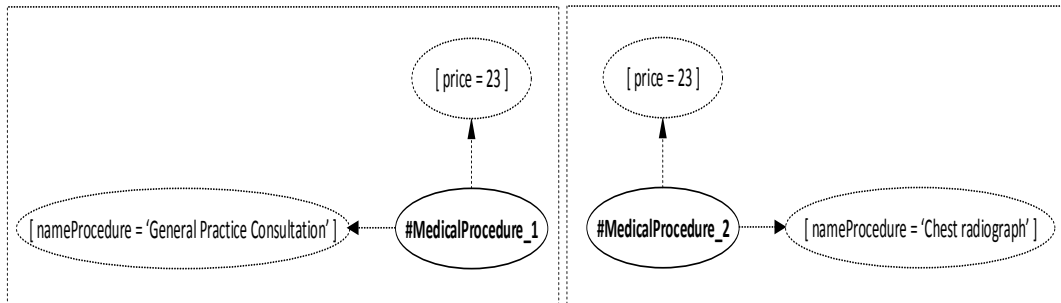 [ price = 23 ]
[ nameProcedure = ‘General Practice Consultation’ ]
#MedicalProcedure_1
[ price = 23 ]
#MedicalProcedure_2
[ nameProcedure = ‘Chest radiograph’ ]